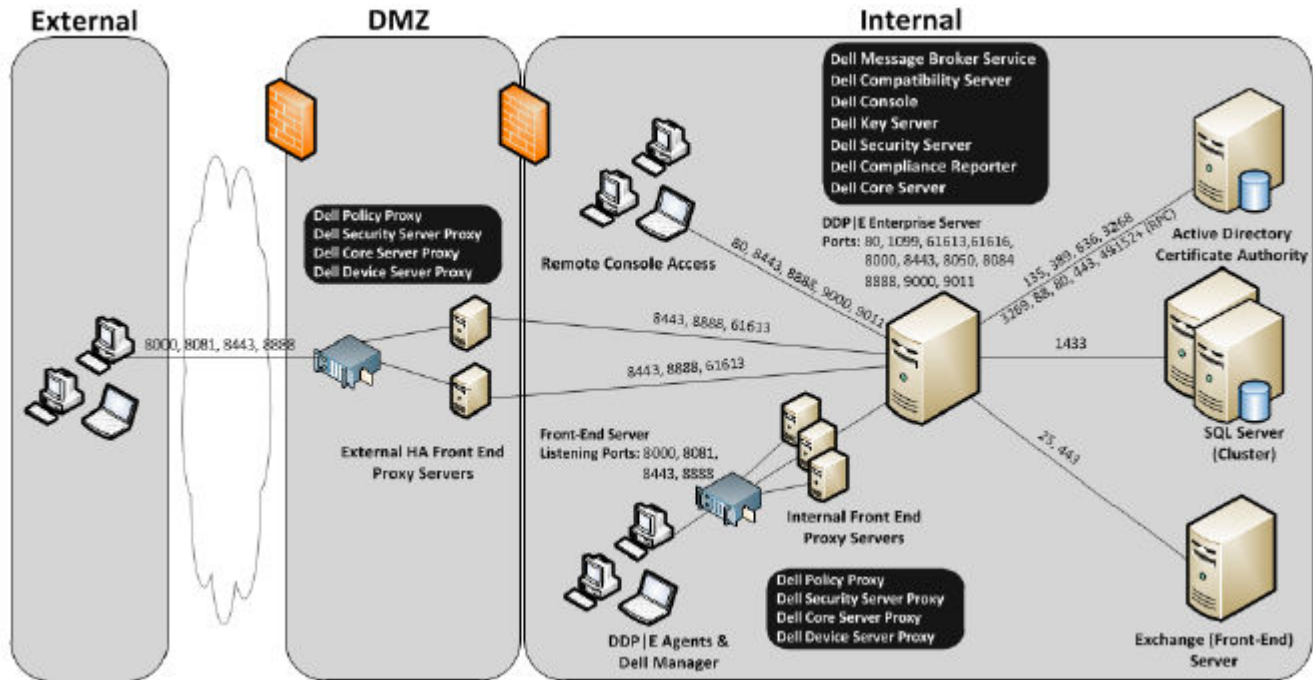 External
DMZ
Internal
Dell Message Broker Service
Dell Compatibility Server
Dell Console
Dell Key Server
Dell Security Server
Dell Compliance Reporter
Dell Core Server
DDP|E Enterprise Server
Ports: 80, 1099, 61613,61616,
8000, 8443, 8050, 8084
8888, 9000, 9011
Dell Policy Proxy
Dell Security Server Proxy
Dell Core Server Proxy
Dell Device Server Proxy
Remote Console Access
80, 8443, 8888, 9000, 9011
135, 389, 636, 3268
3269, 88, 80, 443, 49152+ (RPC)
Active Directory
Certificate Authority
8000, 8081, 8443, 8888
8443, 8888, 61613
8443, 8888, 61613
1433
External HA Front End
Proxy Servers
Front-End Server
Listening Ports: 8000, 8081,
8443, 8888
SQL Server
(Cluster)
25, 443
Internal Front End
Proxy Servers
Dell Policy Proxy
Dell Security Server Proxy
Dell Core Server Proxy
Dell Device Server Proxy
DDP|E Agents &
Dell Manager
Exchange (Front-End)
Server